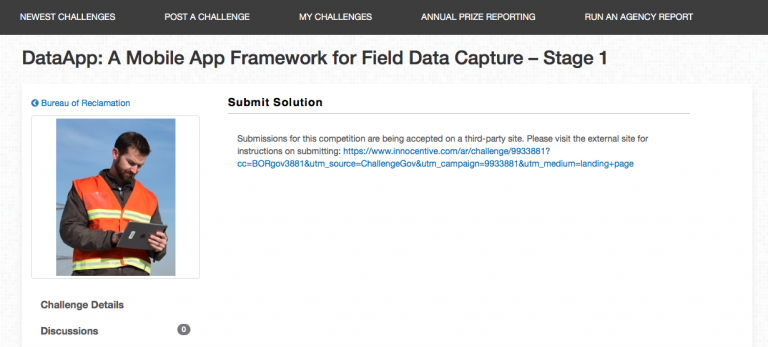 NEWEST CHALLENGES POST A CHALLENGE MY CHALLENGES ANNUAL PRIZE REPORTING RUN AN AGENCY REPORT
DataApp: A Mobile App Framework for Field Data Capture – Stage 1
Bureau of Reclamation
Submit Solution
Submissions for this competition are being accepted on a third-party site. Please visit the external site for
instructions on submitting: https://www.innocentive.com/ar/challenge/9933881?
cc=BORgov3881&utm_source=ChallengeGov&utm_campaign=9933881&utm_medium=landing+page
Challenge Details
Discussions 0